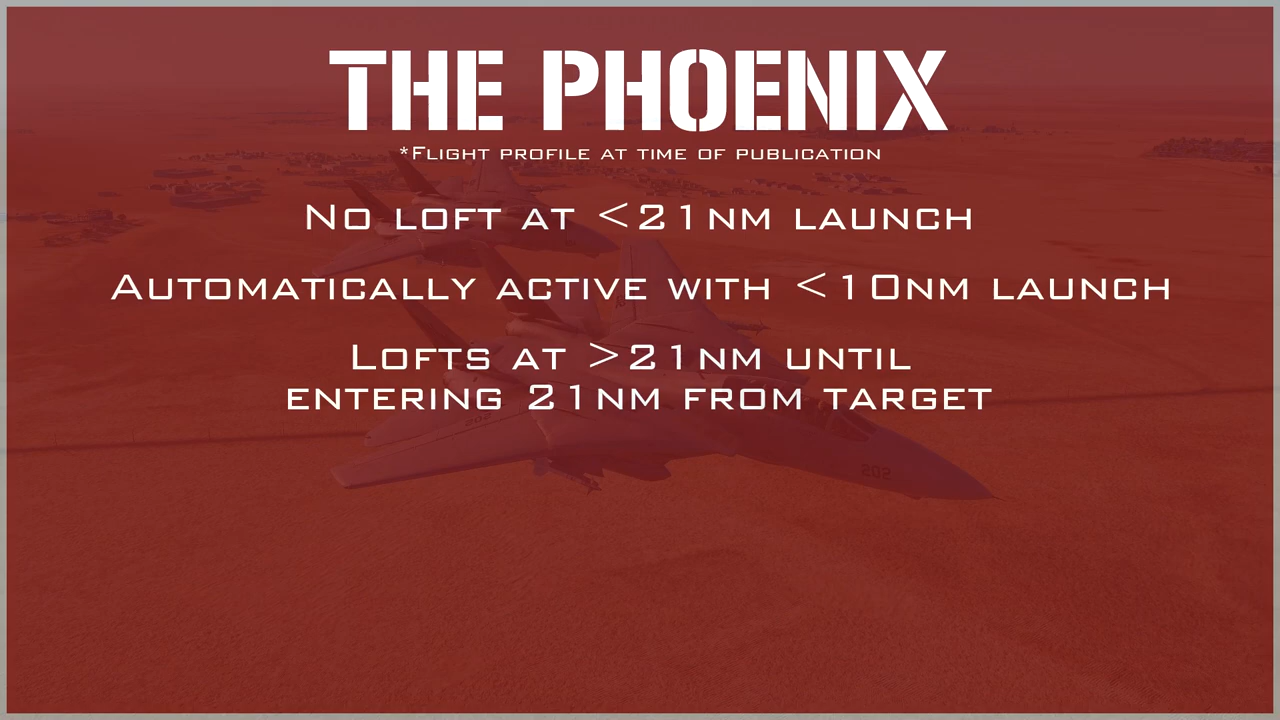 THE PHOENIX
*Flight profile at time of publication
No loft at <21nm launch
Automatically active with <10nm launch
Lofts at >21nm until
entering 21nm from target
202